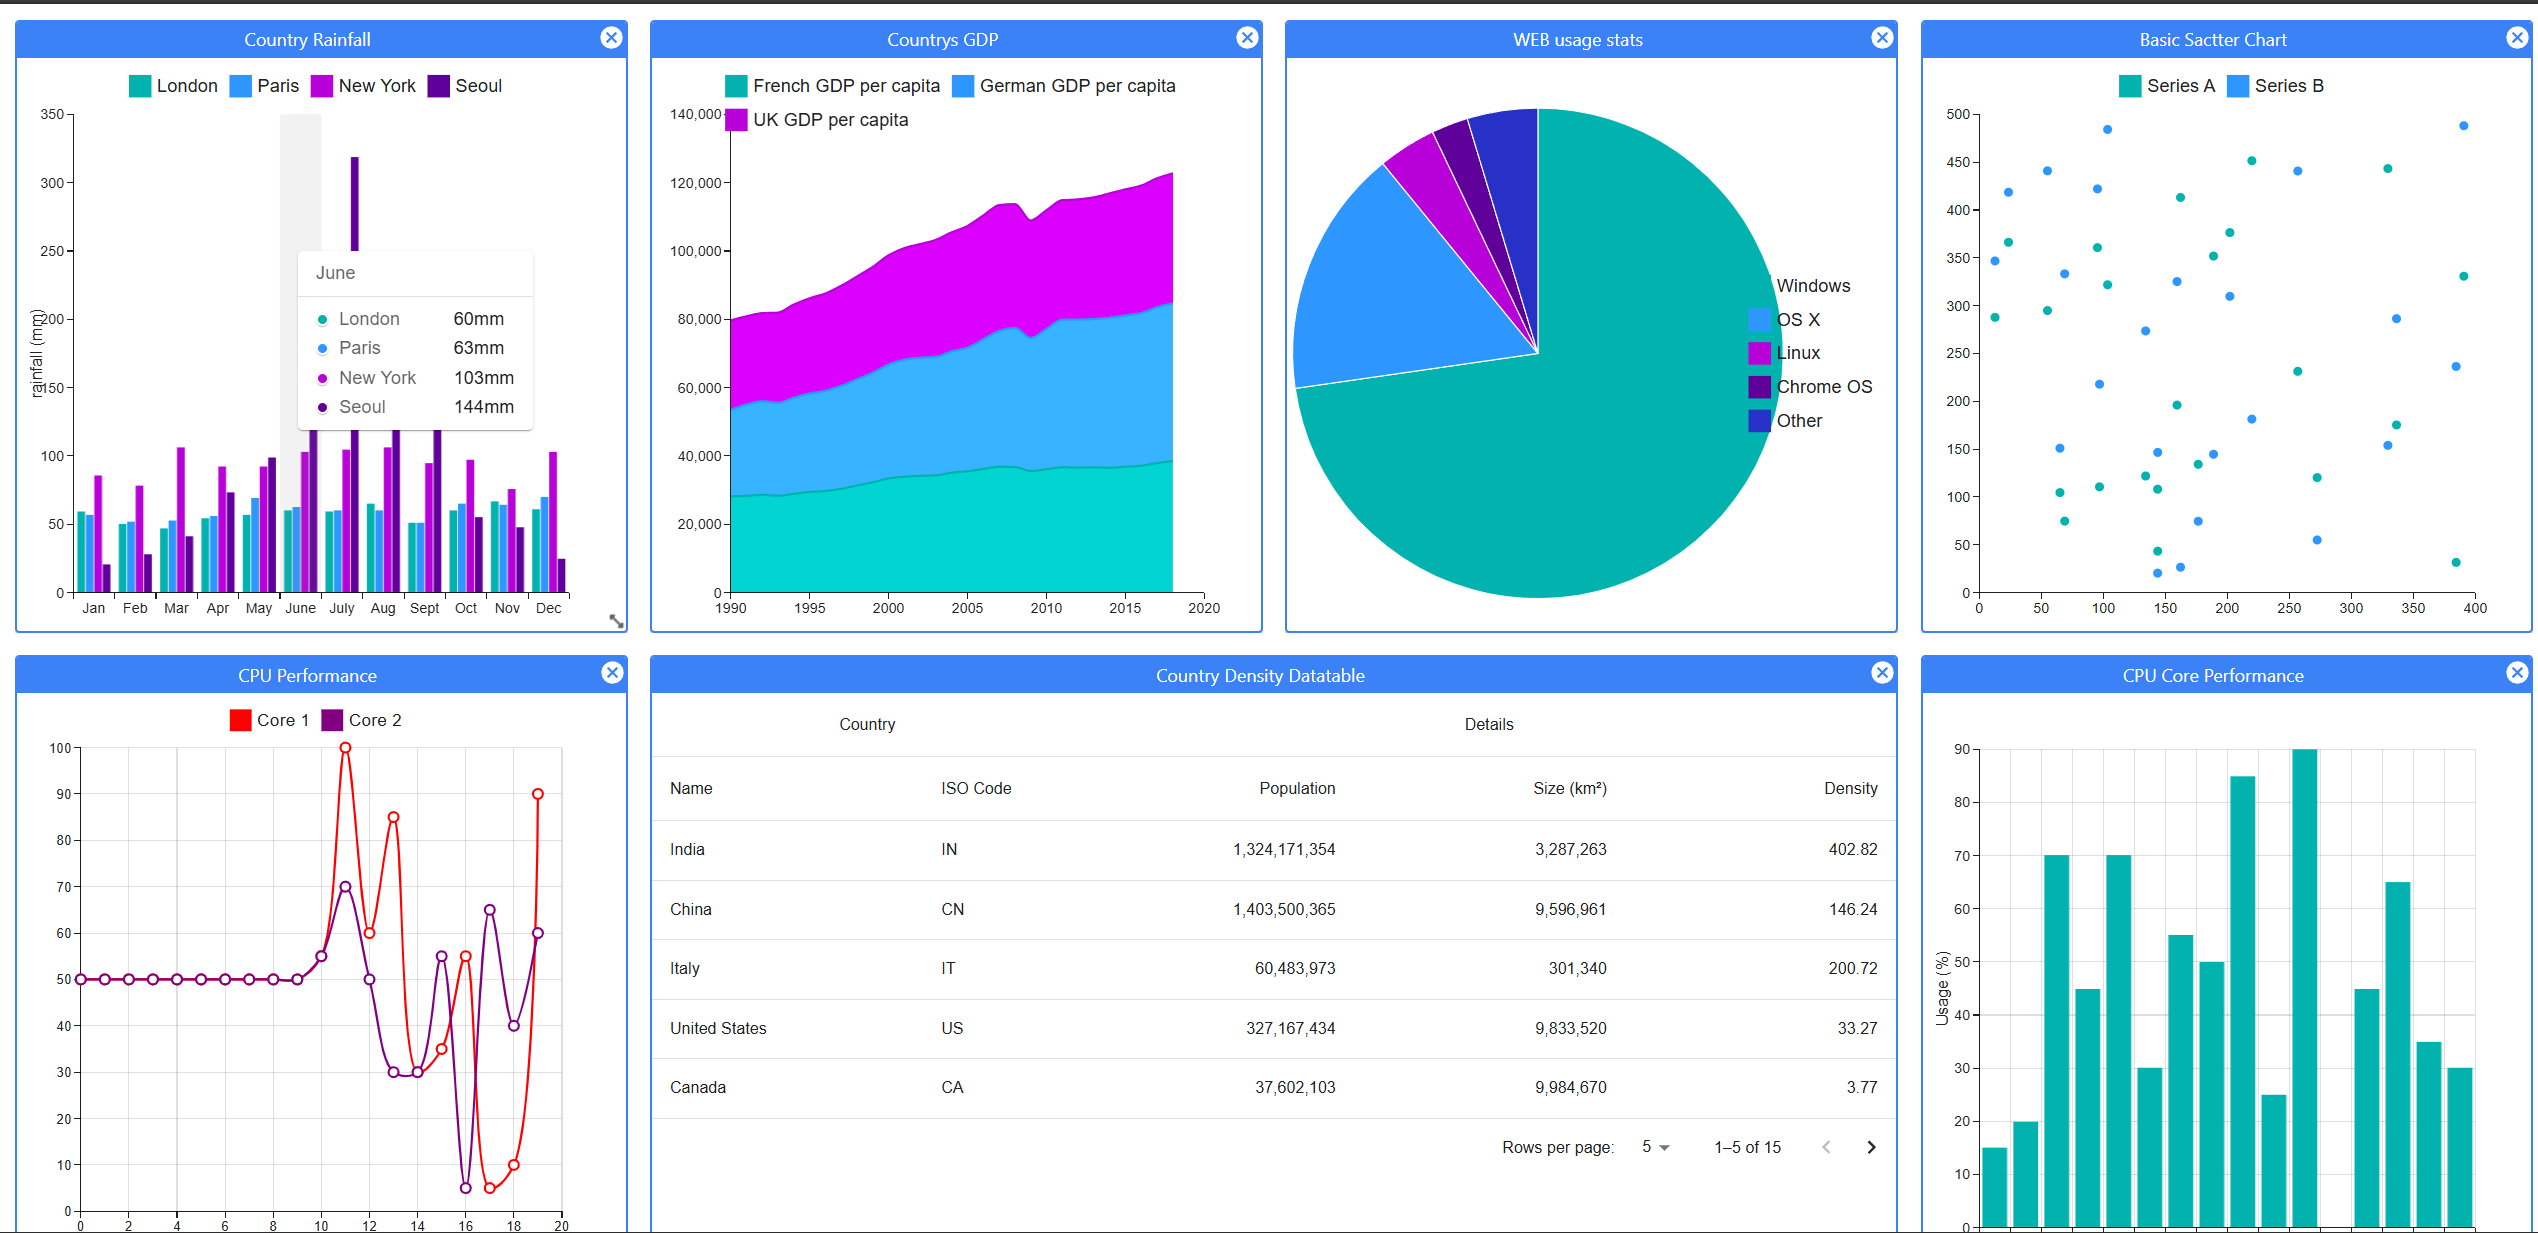 Country Rainfall
London Paris New York Seoul
350
300
250
200
150
100
50
0
rainfall (mm)
June
London 60mm
Paris 63mm
New York 103mm
Seoul 144mm
Jan Feb Mar Apr May June July Aug Sept Oct Nov Dec
Countrys GDP
French GDP per capita German GDP per capita
UK GDP per capita
140,000
120,000
100,000
80,000
60,000
40,000
20,000
0
1990 1995 2000 2005 2010 2015 2020
WEB usage stats
Windows
OS X
Linux
Chrome OS
Other
Basic Sactter Chart
Series A Series B
500
450
400
350
300
250
200
150
100
50
0
0 50 100 150 200 250 300 350 400
CPU Performance
Core 1 Core 2
100
90
80
70
60
50
40
30
20
10
0
0 2 4 6 8 10 12 14 16 18 20
Country Density Datatable
Country Details
Name ISO Code Population Size (km²) Density
India IN 1,324,171,354 3,287,263 402.82
China CN 1,403,500,365 9,596,961 146.24
Italy IT 60,483,973 301,340 200.72
United States US 327,167,434 9,833,520 33.27
Canada CA 37,602,103 9,984,670 3.77
Rows per page: 5 1–5 of 15
CPU Core Performance
90
80
70
60
50
40
30
20
10
0
Usage (%)